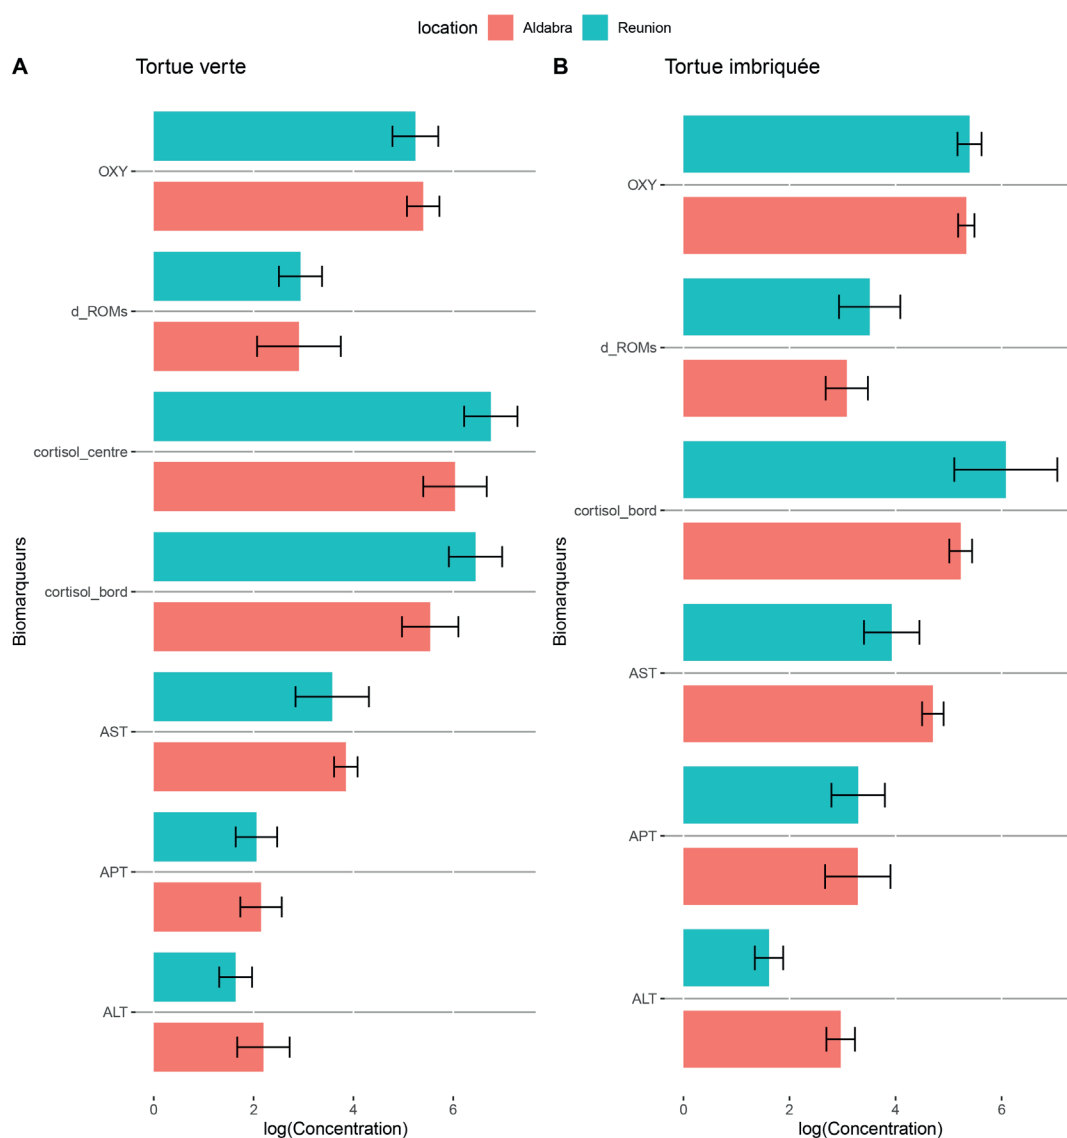 location Aldabra Reunion
A Tortue verte
OXY
d_ROMs
cortisol_centre
cortisol_bord
AST
APT
ALT
Biomarqueurs
0 2 4 6
log(Concentration)
B Tortue imbriquée
OXY
d_ROMs
cortisol_bord
AST
APT
ALT
Biomarqueurs
0 2 4 6
log(Concentration)